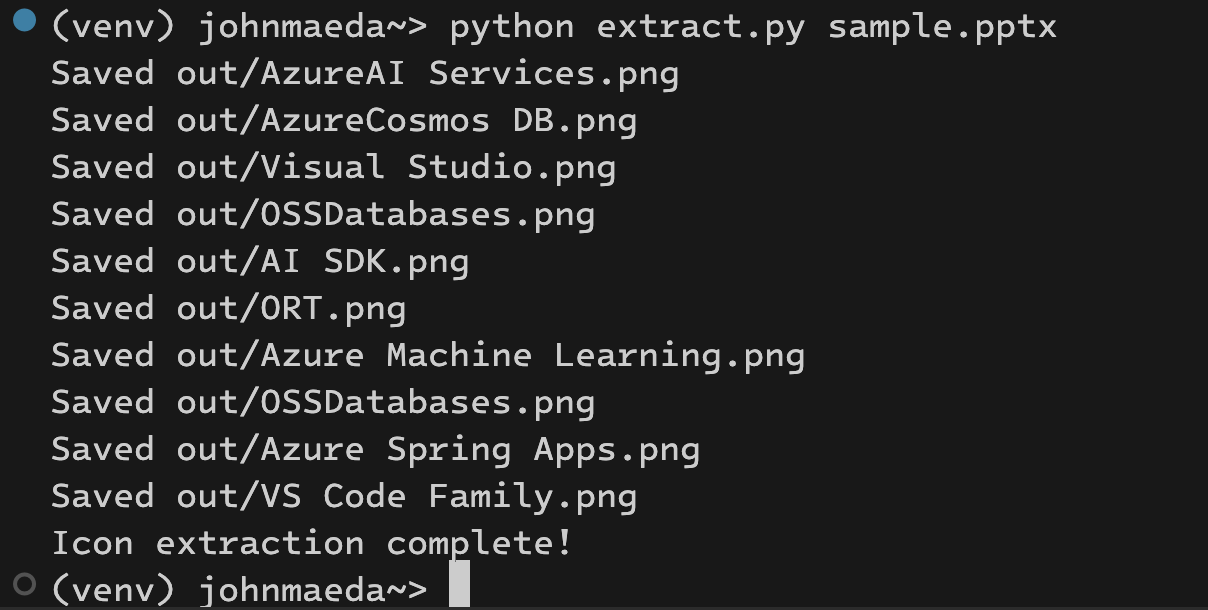 (venv) johnmaeda~> python extract.py sample.pptx
Saved out/AzureAI Services.png
Saved out/AzureCosmos DB.png
Saved out/Visual Studio.png
Saved out/OSSDatabases.png
Saved out/AI SDK.png
Saved out/ORT.png
Saved out/Azure Machine Learning.png
Saved out/OSSDatabases.png
Saved out/Azure Spring Apps.png
Saved out/VS Code Family.png
Icon extraction complete!
(venv) johnmaeda~>